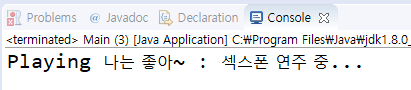 Problems @ Javadoc Declaration Console
<terminated> Main (3) [Java Application] C:₩Program Files₩Java₩jdk1.8.0_
Playing 나는 좋아~ : 섹스폰 연주 중...